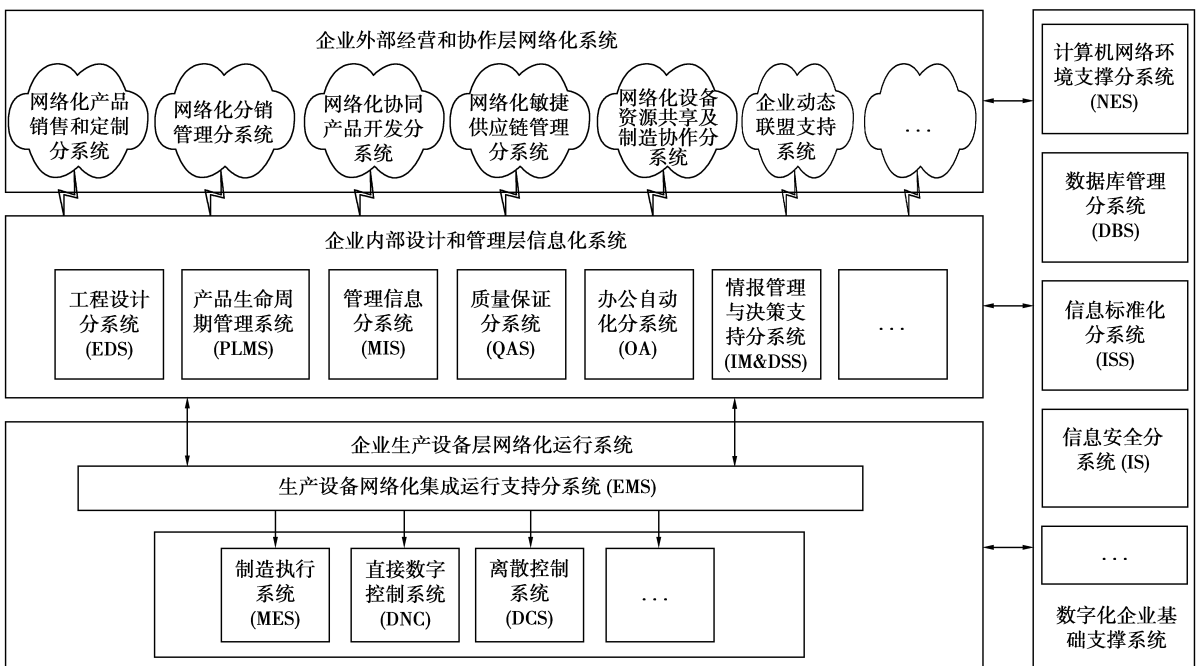 企业外部经营和协作层网络化系统
网络化产品
销售和定制
分系统
网络化分销
管理分系统
网络化协同
产品开发分
系统
网络化敏捷
供应链管理
分系统
网络化设备
资源共享及
制造协作分
系统
企业动态
联盟支持
系统
...
企业内部设计和管理层信息化系统
工程设计
分系统
(EDS)
产品生命周
期管理系统
(PLMS)
管理信息
分系统
(MIS)
质量保证
分系统
(QAS)
办公自动
化分系统
(OA)
情报管理
与决策支
持分系统
(IM&DSS)
...
企业生产设备层网络化运行系统
生产设备网络化集成运行支持分系统(EMS)
制造执行
系统
(MES)
直接数字
控制系统
(DNC)
离散控制
系统
(DCS)
...
计算机网络环
境支撑分系统
(NES)
数据库管理
分系统
(DBS)
信息标准化
分系统
(ISS)
信息安全分
系统(IS)
...
数字化企业基
础支撑系统